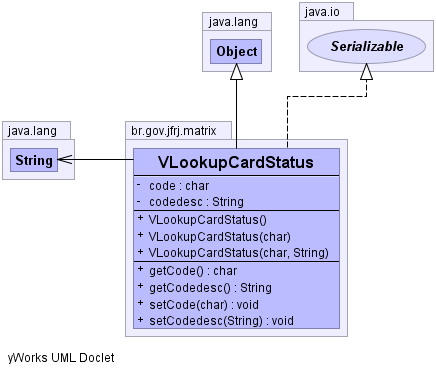 java.lang
Object
java.io
Serializable
java.lang
String
br.gov.jfrj.matrix
VLookupCardStatus
- code : char
- codedesc : String
+ VLookupCardStatus()
+ VLookupCardStatus(char)
+ VLookupCardStatus(char, String)
+ getCode() : char
+ getCodedesc() : String
+ setCode(char) : void
+ setCodedesc(String) : void
yWorks UML Doclet